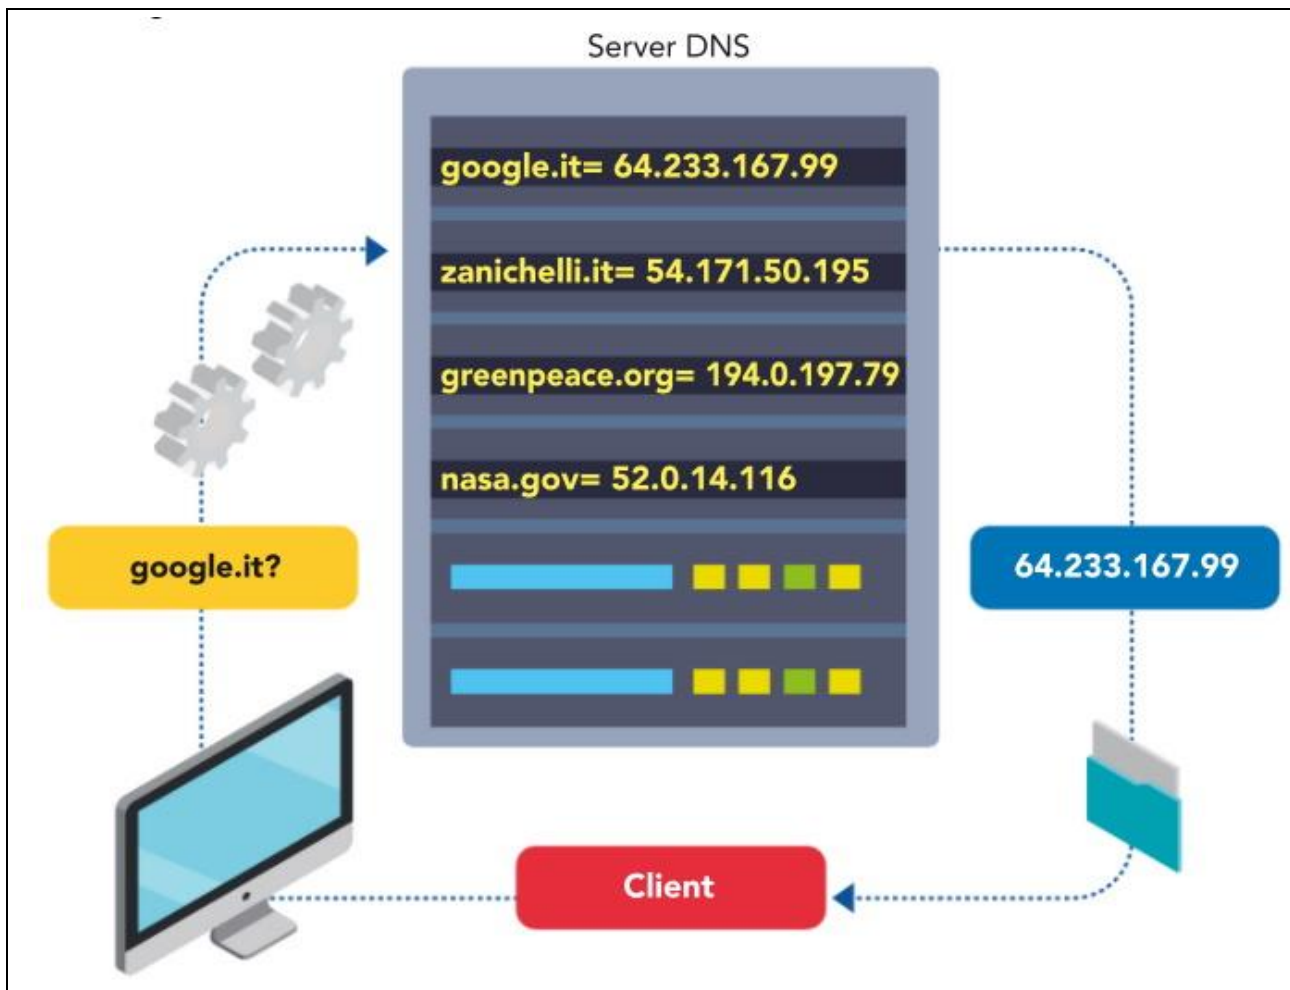 Server DNS
google.it= 64.233.167.99
zanichelli.it= 54.171.50.195
greenpeace.org= 194.0.197.79
nasa.gov= 52.0.14.116
google.it?
64.233.167.99
Client